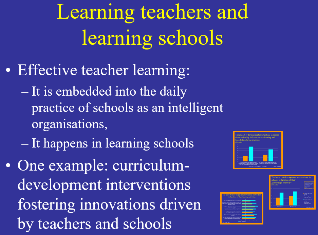 Learning teachers and
learning schools
• Effective teacher learning:
– It is embedded into the daily
practice of schools as an intelligent
organisations,
– It happens in learning schools
• One example: curriculum-
development interventions
fostering innovations driven
by teachers and schools